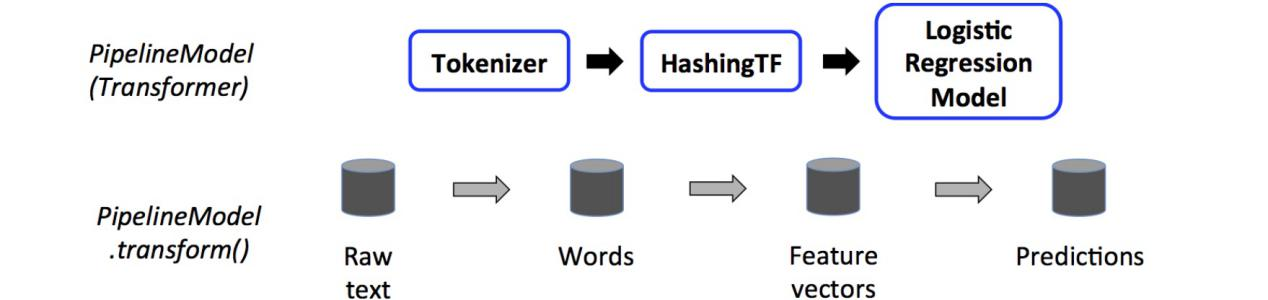 PipelineModel
(Transformer)
Tokenizer
HashingTF
Logistic
Regression
Model
PipelineModel
.transform()
Raw
text
Words
Feature
vectors
Predictions